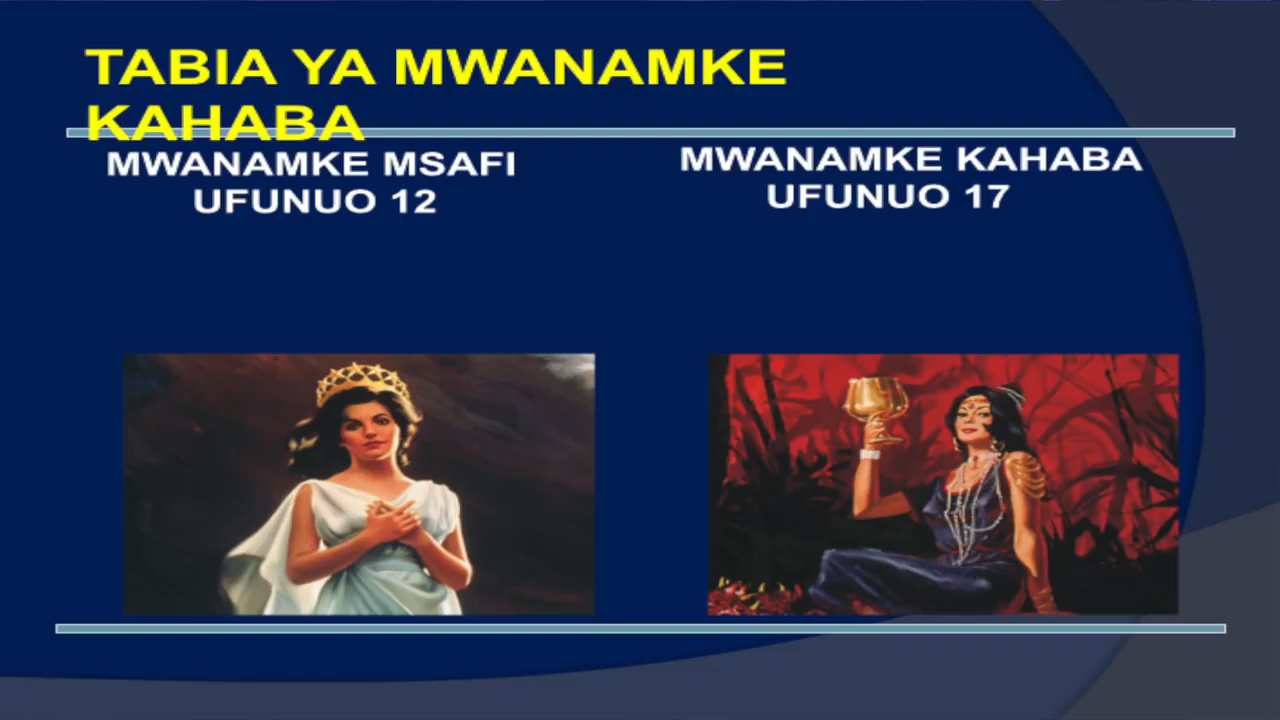 TABIA YA MWANAMKE
KAHABA
MWANAMKE MSAFI
UFUNUO 12
MWANAMKE KAHABA
UFUNUO 17